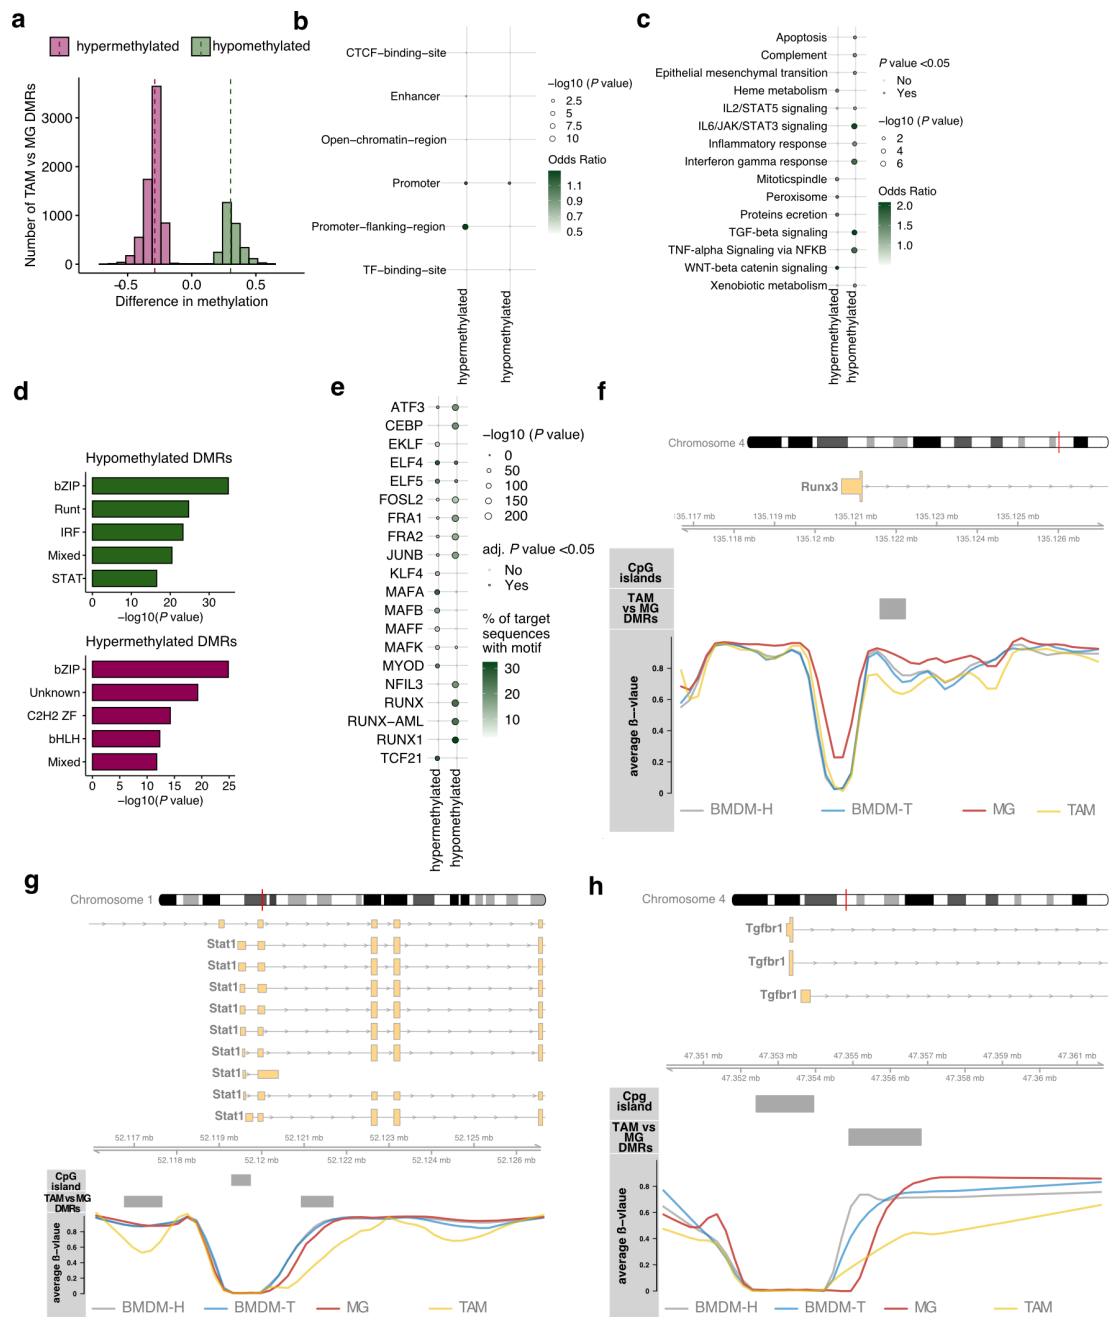 a
hypermethylated
hypomethylated
Number of TAM vs MG DMRs
3000
2000
1000
0
−0.5
0.0
0.5
Difference in methylation
b
CTCF−binding−site
Enhancer
Open−chromatin−region
Promoter
Promoter−flanking−region
TF−binding−site
hypermethylated
hypomethylated
−log10 (P value)
2.5
5
7.5
10
Odds Ratio
1.1
0.9
0.7
0.5
c
Apoptosis
Complement
Epithelial mesenchymal transition
Heme metabolism
IL2/STAT5 signaling
IL6/JAK/STAT3 signaling
Inflammatory response
Interferon gamma response
Mitoticspindle
Peroxisome
Proteins ecretion
TGF-beta signaling
TNF-alpha Signaling via NFKB
WNT-beta catenin signaling
Xenobiotic metabolism
hypermethylated
hypomethylated
P value <0.05
No
Yes
−log10 (P value)
2
4
6
Odds Ratio
2.0
1.5
1.0
d
Hypomethylated DMRs
bZIP
Runt
IRF
Mixed
STAT
0 10 20 30
−log10(P value)
Hypermethylated DMRs
bZIP
Unknown
C2H2 ZF
bHLH
Mixed
0 5 10 15 20 25
−log10(P value)
e
ATF3
CEBP
EKLF
ELF4
ELF5
FOSL2
FRA1
FRA2
JUNB
KLF4
MAFA
MAFB
MAFF
MAFK
MYOD
NFIL3
RUNX
RUNX−AML
RUNX1
TCF21
hypermethylated
hypomethylated
−log10 (P value)
0
50
100
150
200
adj. P value <0.05
No
Yes
% of target
sequences
with motif
30
20
10
f
Chromosome 4
Runx3
135.117 mb 135.119 mb 135.121 mb 135.123 mb 135.125 mb
135.118 mb 135.12 mb 135.122 mb 135.124 mb 135.126 mb
CpG
islands
TAM
vs MG
DMRs
average ß−−vlaue
0.8
0.6
0.4
0.2
0
BMDM-H BMDM-T MG TAM
g
Chromosome 1
Stat1
Stat1
Stat1
Stat1
Stat1
Stat1
Stat1
Stat1
Stat1
52.117 mb 52.119 mb 52.121 mb 52.123 mb 52.125 mb
52.118 mb 52.12 mb 52.122 mb 52.124 mb 52.126 mb
CpG
island
TAM vs MG
DMRs
average ß−vlaue
0.8
0.6
0.4
0.2
0
BMDM-H BMDM-T MG TAM
h
Chromosome 4
Tgfbr1
Tgfbr1
Tgfbr1
47.351 mb 47.353 mb 47.355 mb 47.357 mb 47.359 mb 47.361 mb
47.352 mb 47.354 mb 47.356 mb 47.358 mb 47.36 mb
Cpg
island
TAM vs
MG
DMRs
average ß−vlaue
0.8
0.6
0.4
0.2
0
BMDM-H BMDM-T MG TAM